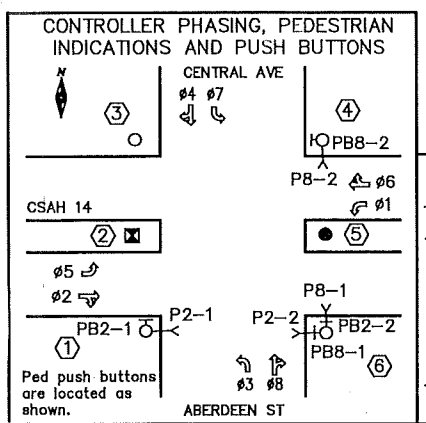 CONTROLLER PHASING, PEDESTRIAN
INDICATIONS AND PUSH BUTTONS
CENTRAL AVE
N
ø4 ø7
3
4
PB8-2
P8-2
ø6
ø1
CSAH 14
2
5
ø5
ø2
P8-1
P2-1
P2-2
PB2-1
PB2-2
PB8-1
1
6
Ped push buttons
are located as
shown.
ø3 ø8
ABERDEEN ST